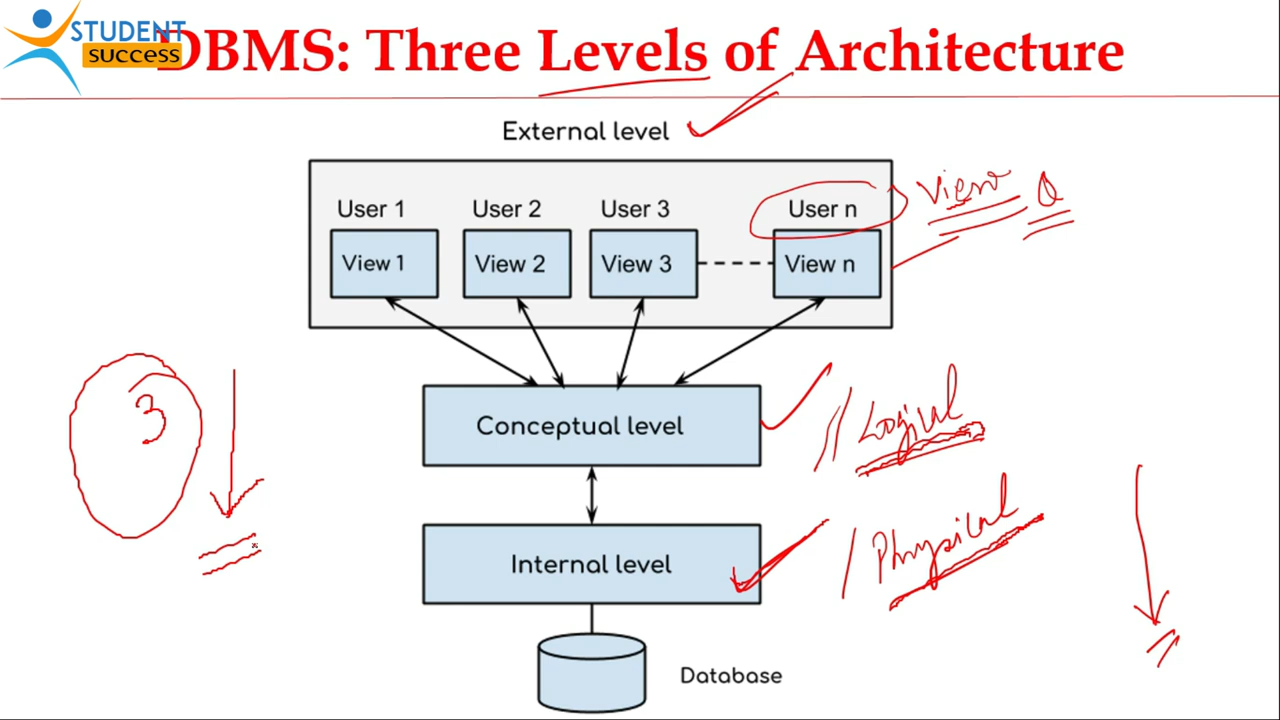 STUDENT
success
DBMS: Three Levels of Architecture
External level
User 1 User 2 User 3 User n
View
View 1 View 2 View 3 View n
3
Conceptual level
Logical
Internal level
Physical
Database